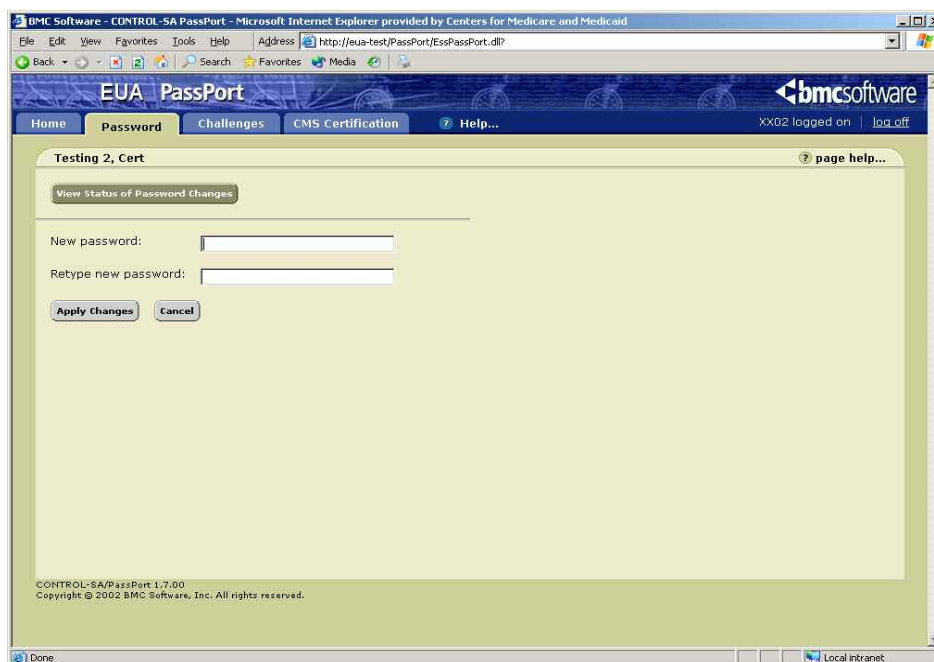 BMC Software - CONTROL-SA PassPort - Microsoft Internet Explorer provided by Centers for Medicare and Medicaid
File Edit View Favorites Tools Help Address http://eua-test/PassPort/EssPassPort.dll?
Back Search Favorites Media
EUA PassPort bmcsoftware
Home Password Challenges CMS Certification ? Help... XX02 logged on | log off
Testing 2, Cert ? page help...
View Status of Password Changes
New password:
Retype new password:
Apply Changes Cancel
CONTROL-SA/PassPort 1.7.00
Copyright © 2002 BMC Software, Inc. All rights reserved.
Done Local intranet